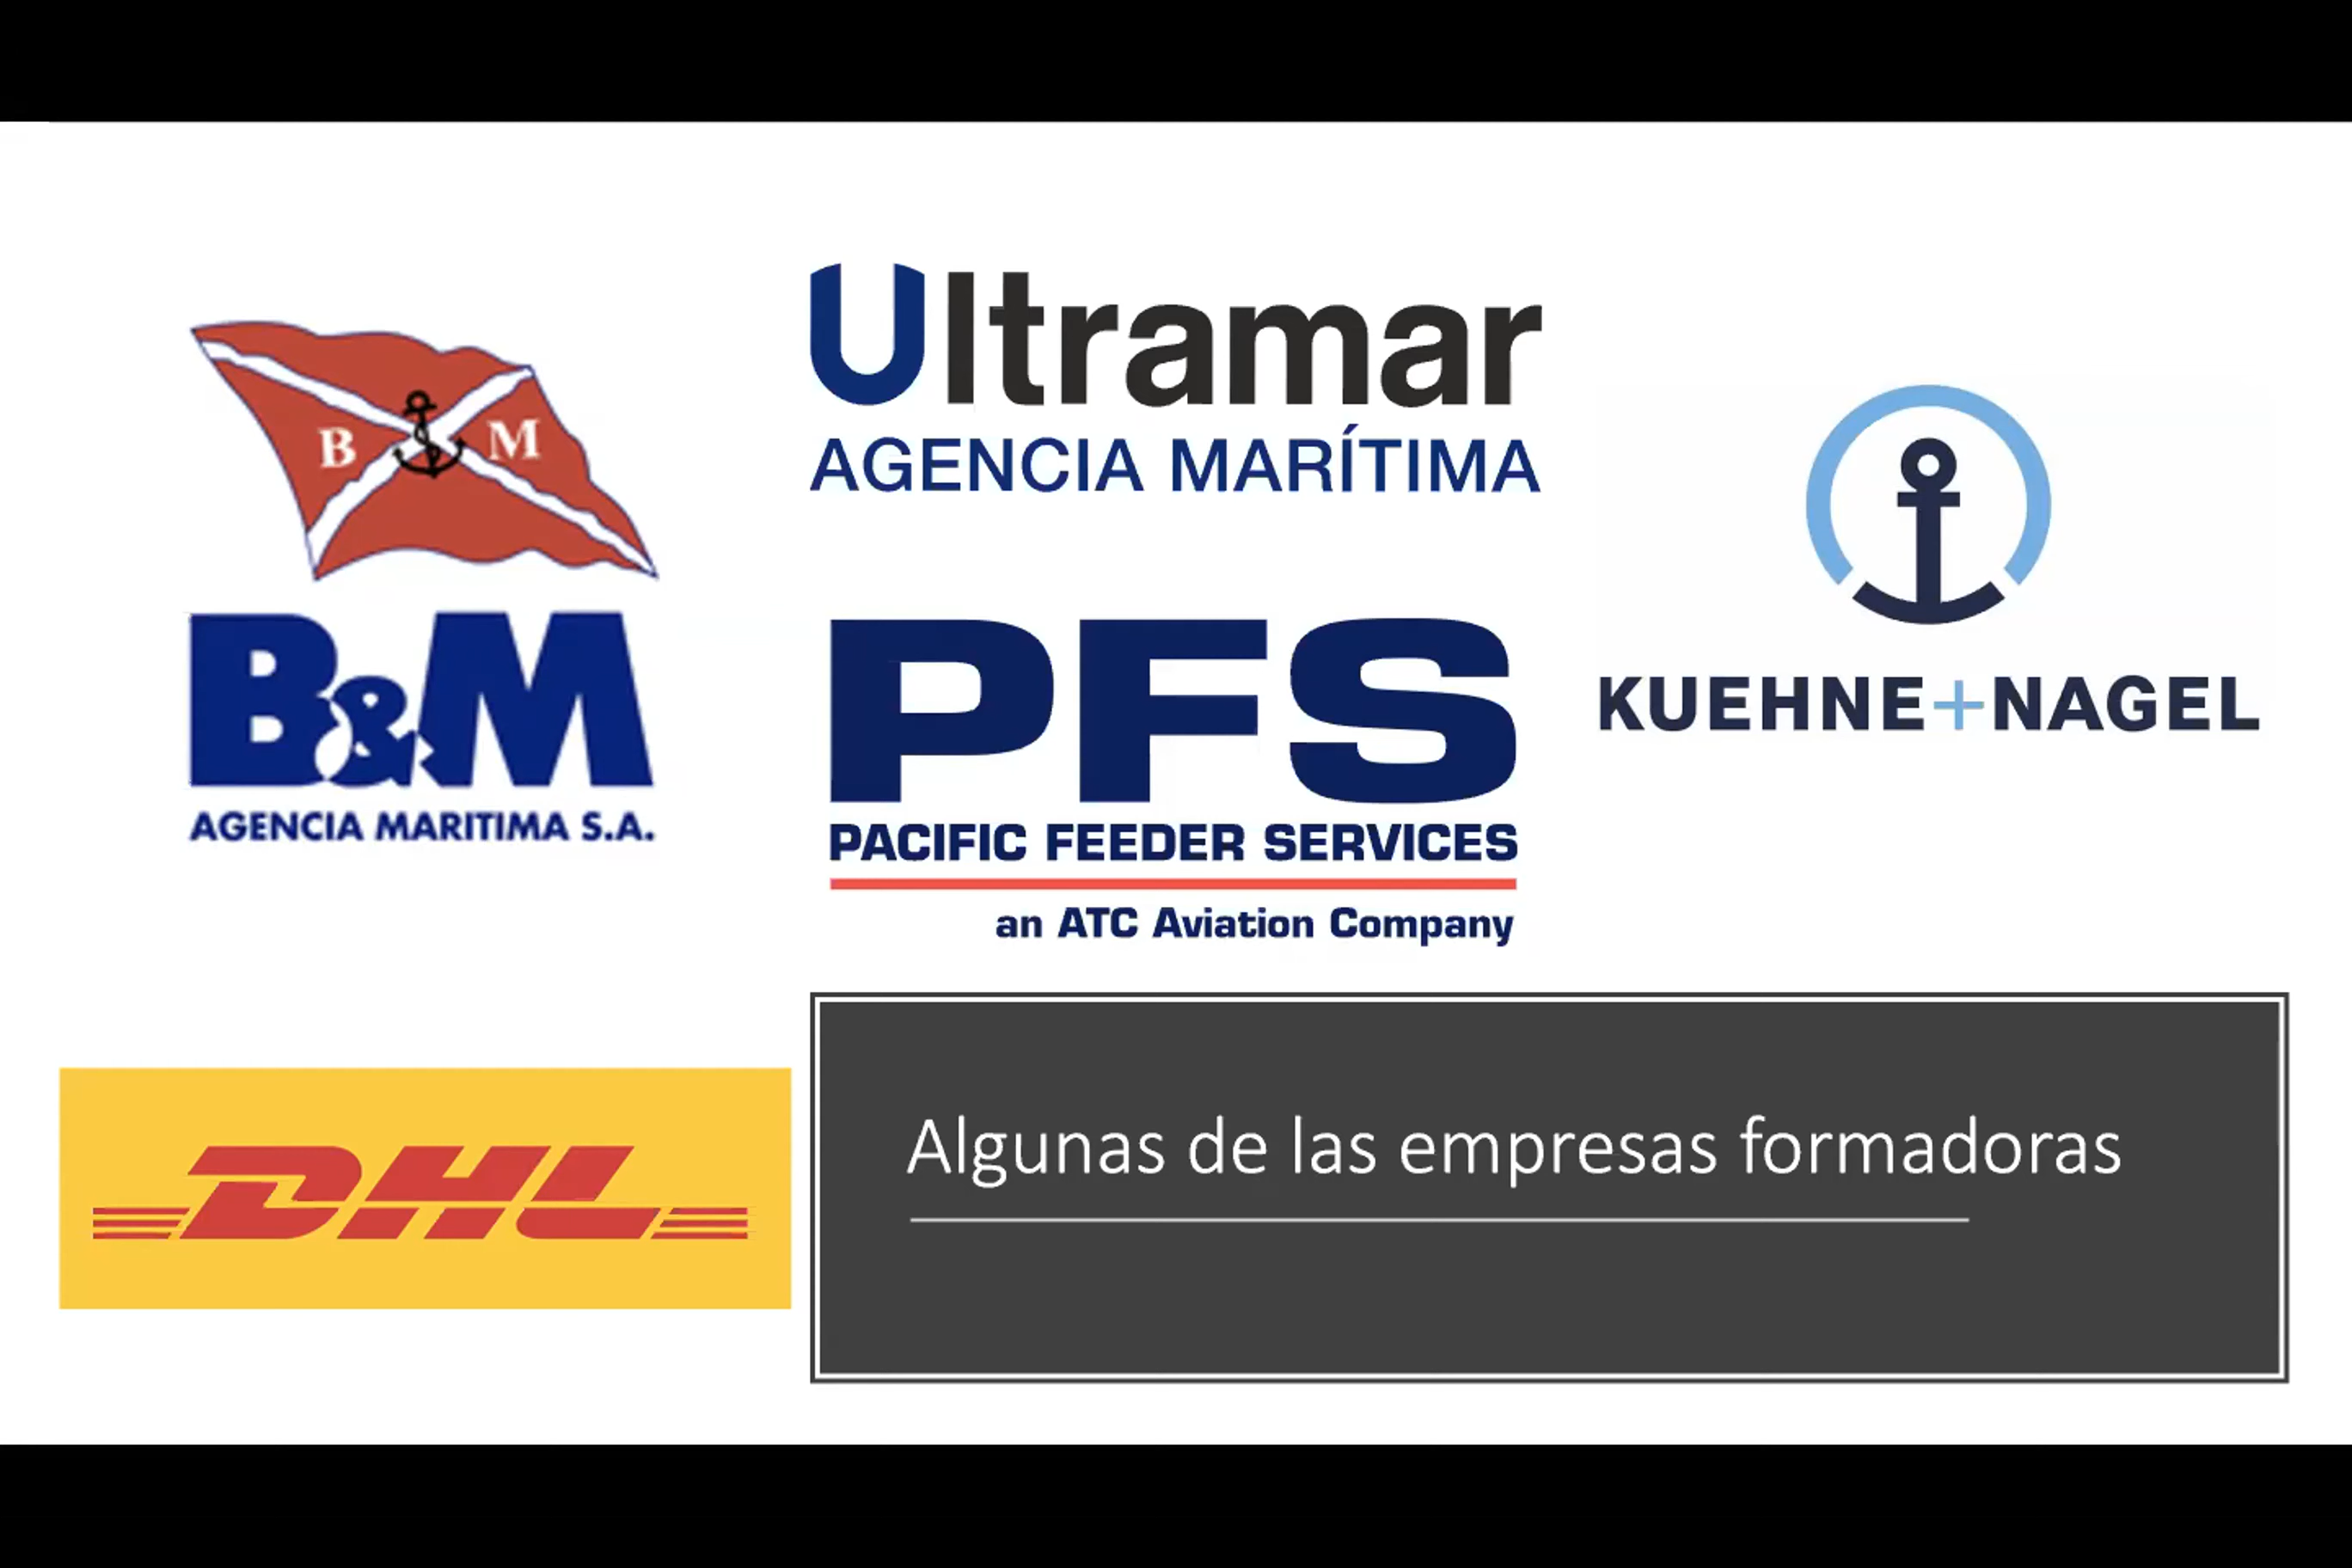 B M
B&M
AGENCIA MARITIMA S.A.
Ultramar
AGENCIA MARÍTIMA
PFS
PACIFIC FEEDER SERVICES
an ATC Aviation Company
KUEHNE+NAGEL
DHL
Algunas de las empresas formadoras